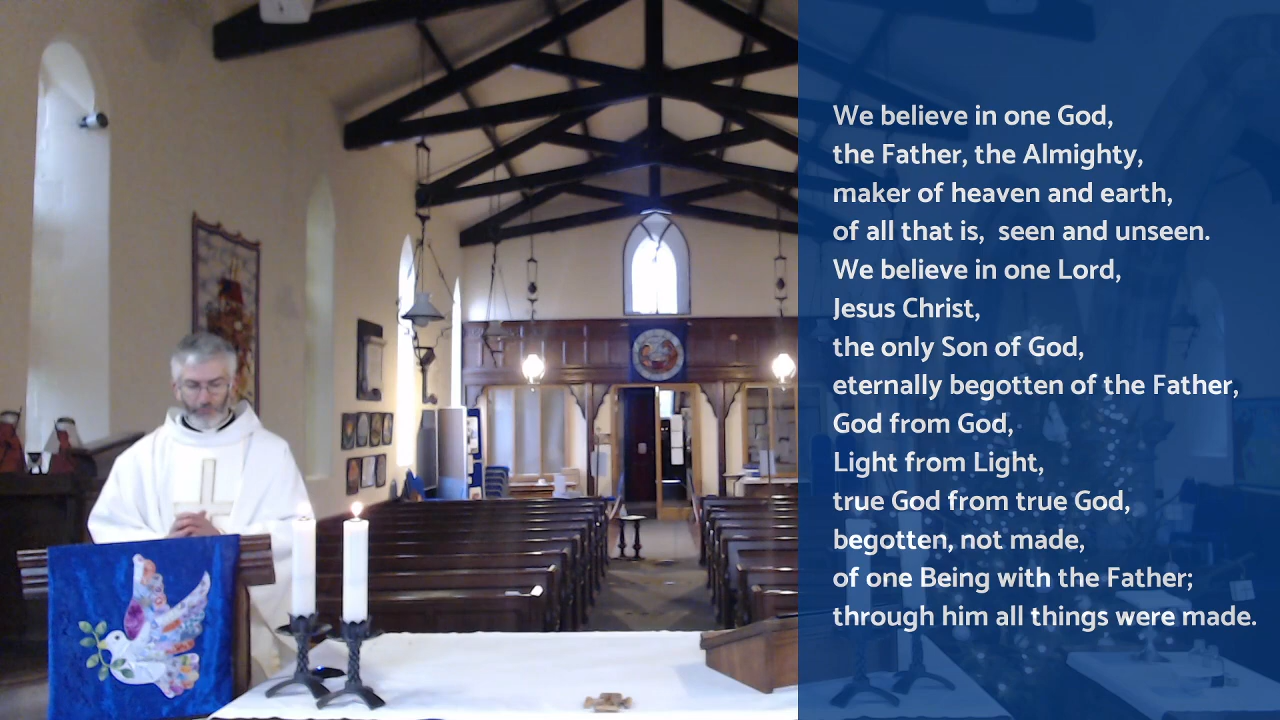 We believe in one God,
the Father, the Almighty,
maker of heaven and earth,
of all that is,  seen and unseen.
We believe in one Lord,
Jesus Christ,
the only Son of God,
eternally begotten of the Father,
God from God,
Light from Light,
true God from true God,
begotten, not made,
of one Being with the Father;
through him all things were made.